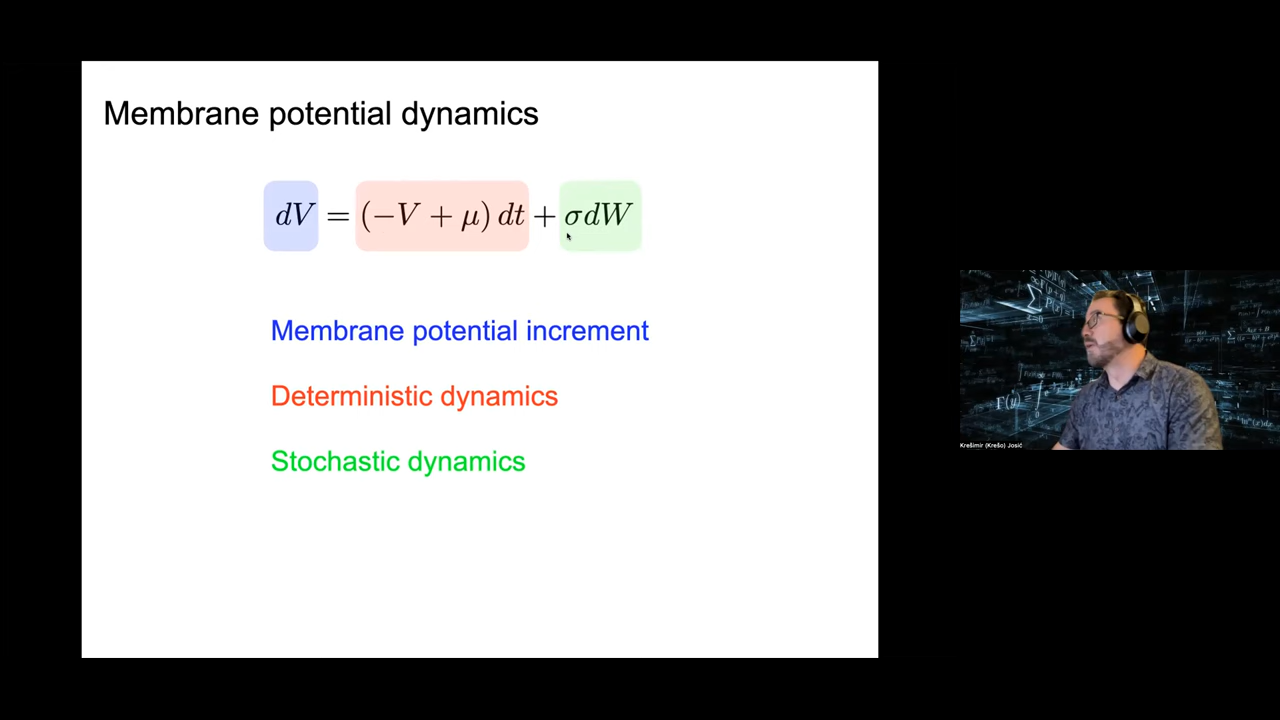 Membrane potential dynamics
dV = (−V + μ) dt + σdW
Membrane potential increment
Deterministic dynamics
Stochastic dynamics
Krešimir (Krešo) Josić